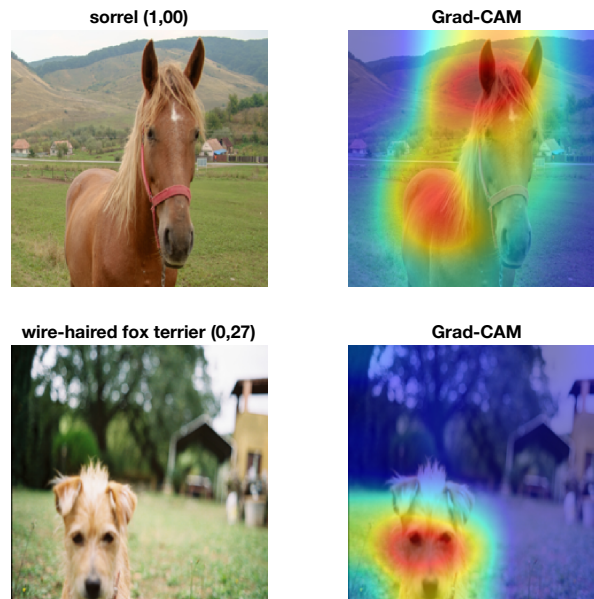 sorrel (1,00)
Grad-CAM
wire-haired fox terrier (0,27)
Grad-CAM